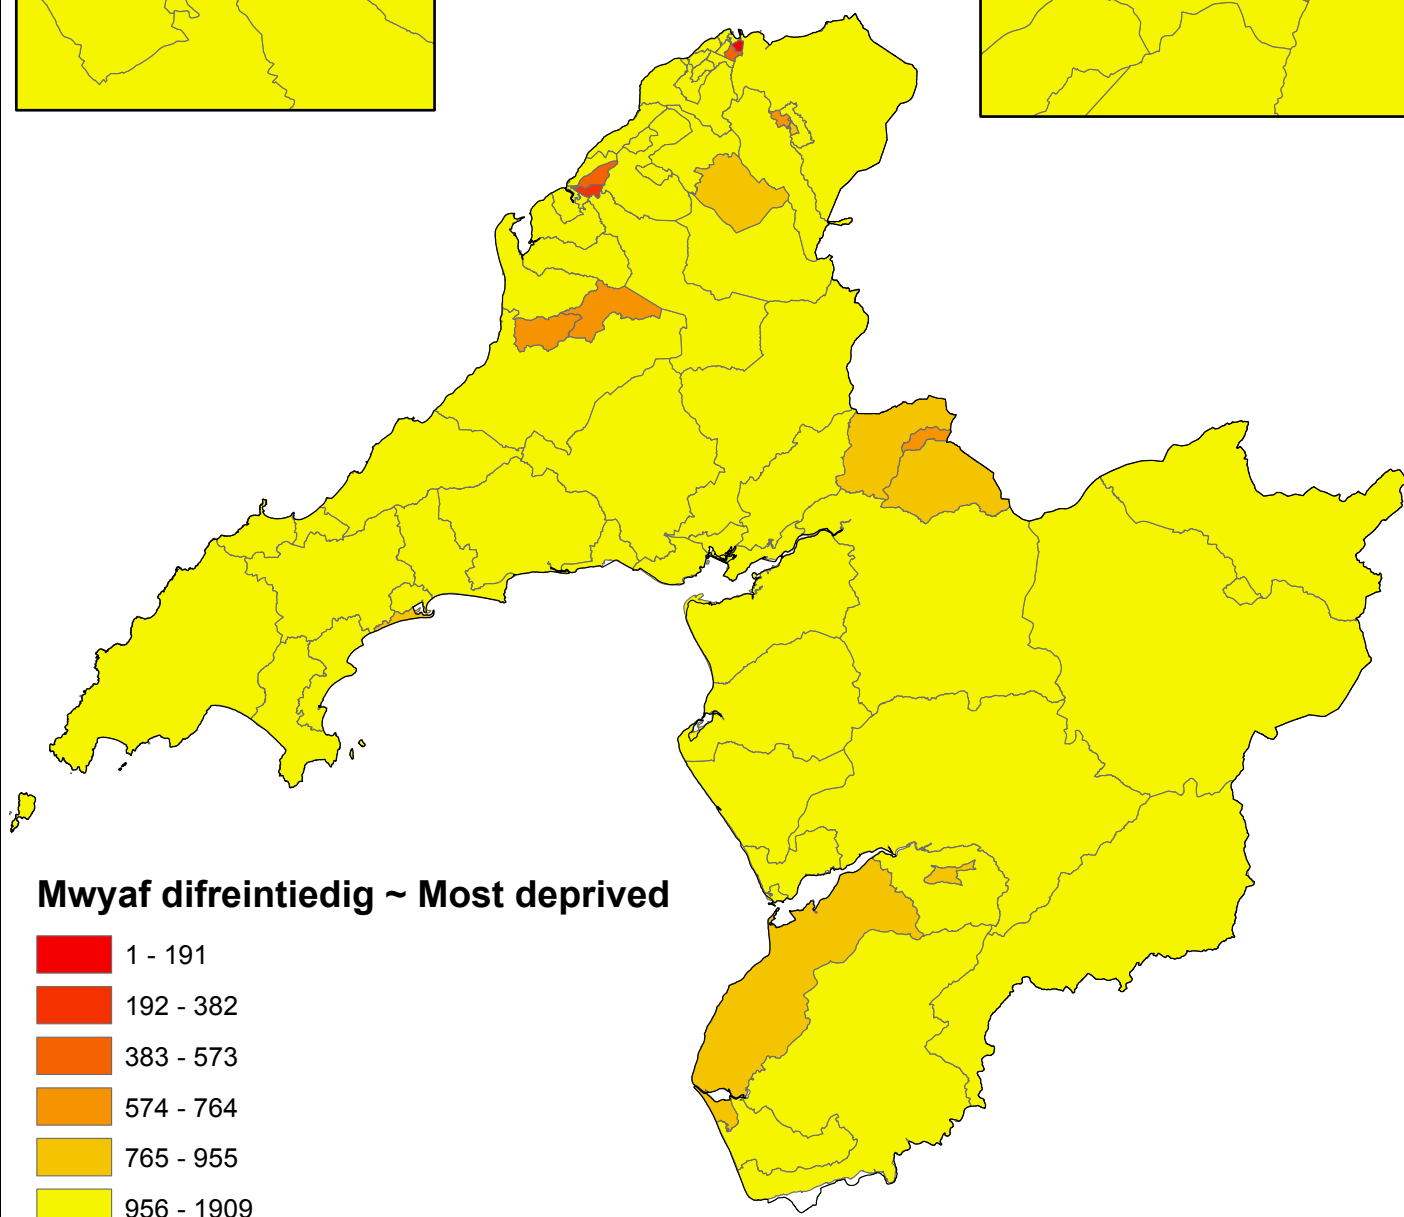 Mwyaf difreintiedig ~ Most deprived
1 - 191
192 - 382
383 - 573
574 - 764
765 - 955
956 - 1909